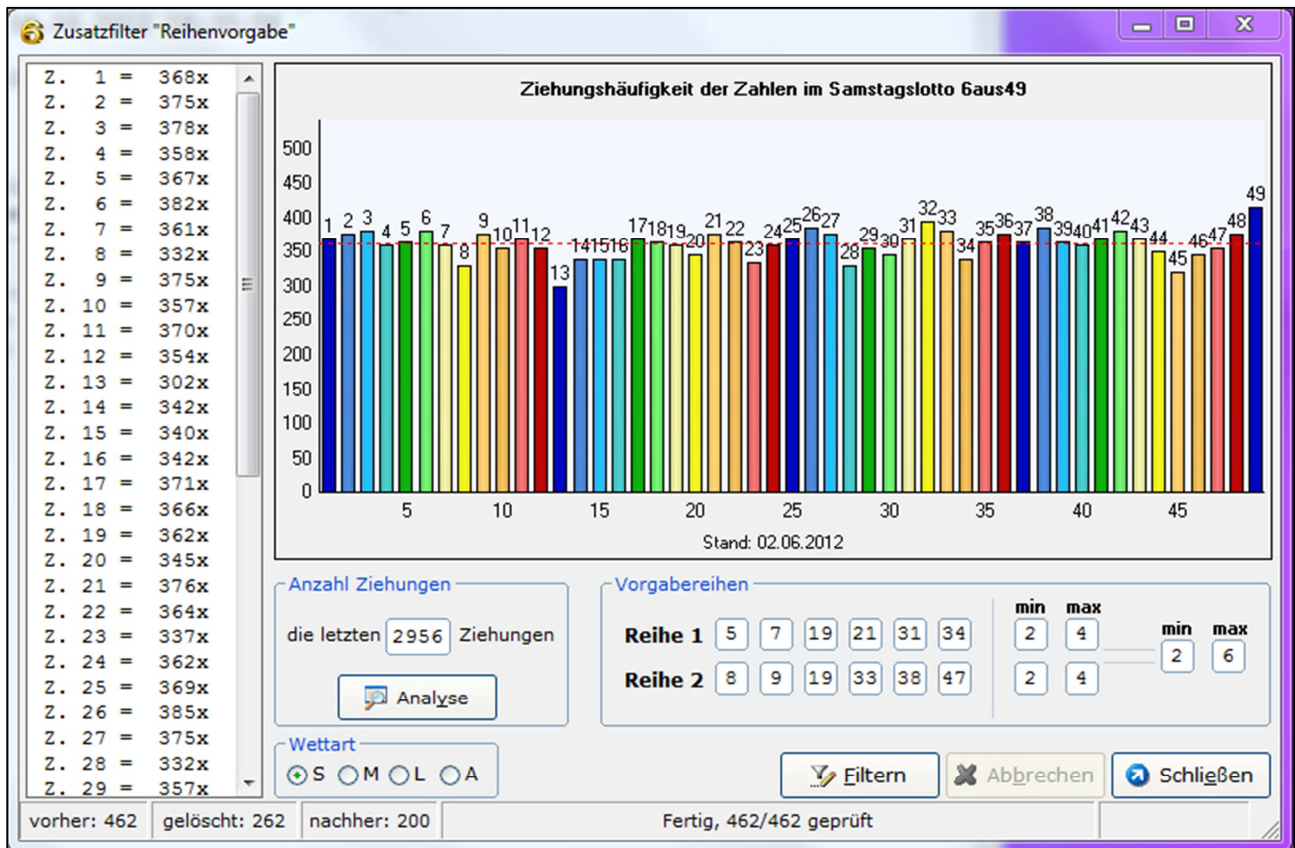 Zusatzfilter "Reihenvorgabe"
Z. 1 = 368x
Z. 2 = 375x
Z. 3 = 378x
Z. 4 = 358x
Z. 5 = 367x
Z. 6 = 382x
Z. 7 = 361x
Z. 8 = 332x
Z. 9 = 375x
Z. 10 = 357x
Z. 11 = 370x
Z. 12 = 354x
Z. 13 = 302x
Z. 14 = 342x
Z. 15 = 340x
Z. 16 = 342x
Z. 17 = 371x
Z. 18 = 366x
Z. 19 = 362x
Z. 20 = 345x
Z. 21 = 376x
Z. 22 = 364x
Z. 23 = 337x
Z. 24 = 362x
Z. 25 = 369x
Z. 26 = 385x
Z. 27 = 375x
Z. 28 = 332x
Z. 29 = 357x
Ziehungshäufigkeit der Zahlen im Samstagslotto 6aus49
500
450
400
350
300
250
200
150
100
50
0
1 2 3 4 5 6 7 8 9 10 11 12 13 14 15 16 17 18 19 20 21 22 23 24 25 26 27 28 29 30 31 32 33 34 35 36 37 38 39 40 41 42 43 44 45 46 47 48 49
5 10 15 20 25 30 35 40 45
Stand: 02.06.2012
Anzahl Ziehungen
die letzten 2956 Ziehungen
Analyse
Wettart
S M L A
Vorgabereihen
min max
Reihe 1 5 7 19 21 31 34 2 4
min max
2 6
Reihe 2 8 9 19 33 38 47 2 4
Filtern Abbrechen Schließen
vorher: 462 gelöscht: 262 nachher: 200 Fertig, 462/462 geprüft